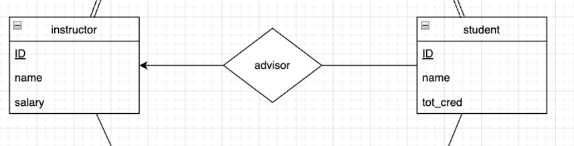 instructor
ID
name
salary
advisor
student
ID
name
tot_cred